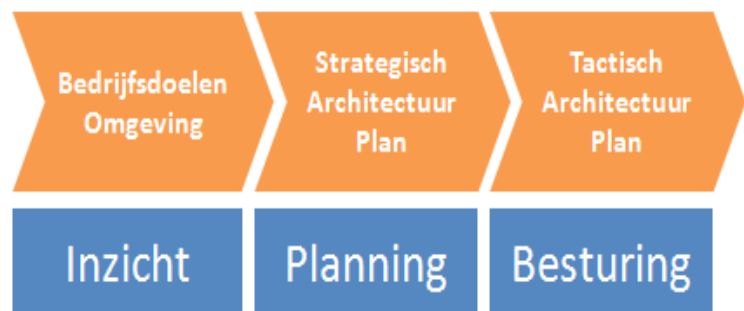 Bedrijfsdoelen
Omgeving
Strategisch
Architectuur
Plan
Tactisch
Architectuur
Plan
Inzicht
Planning
Besturing